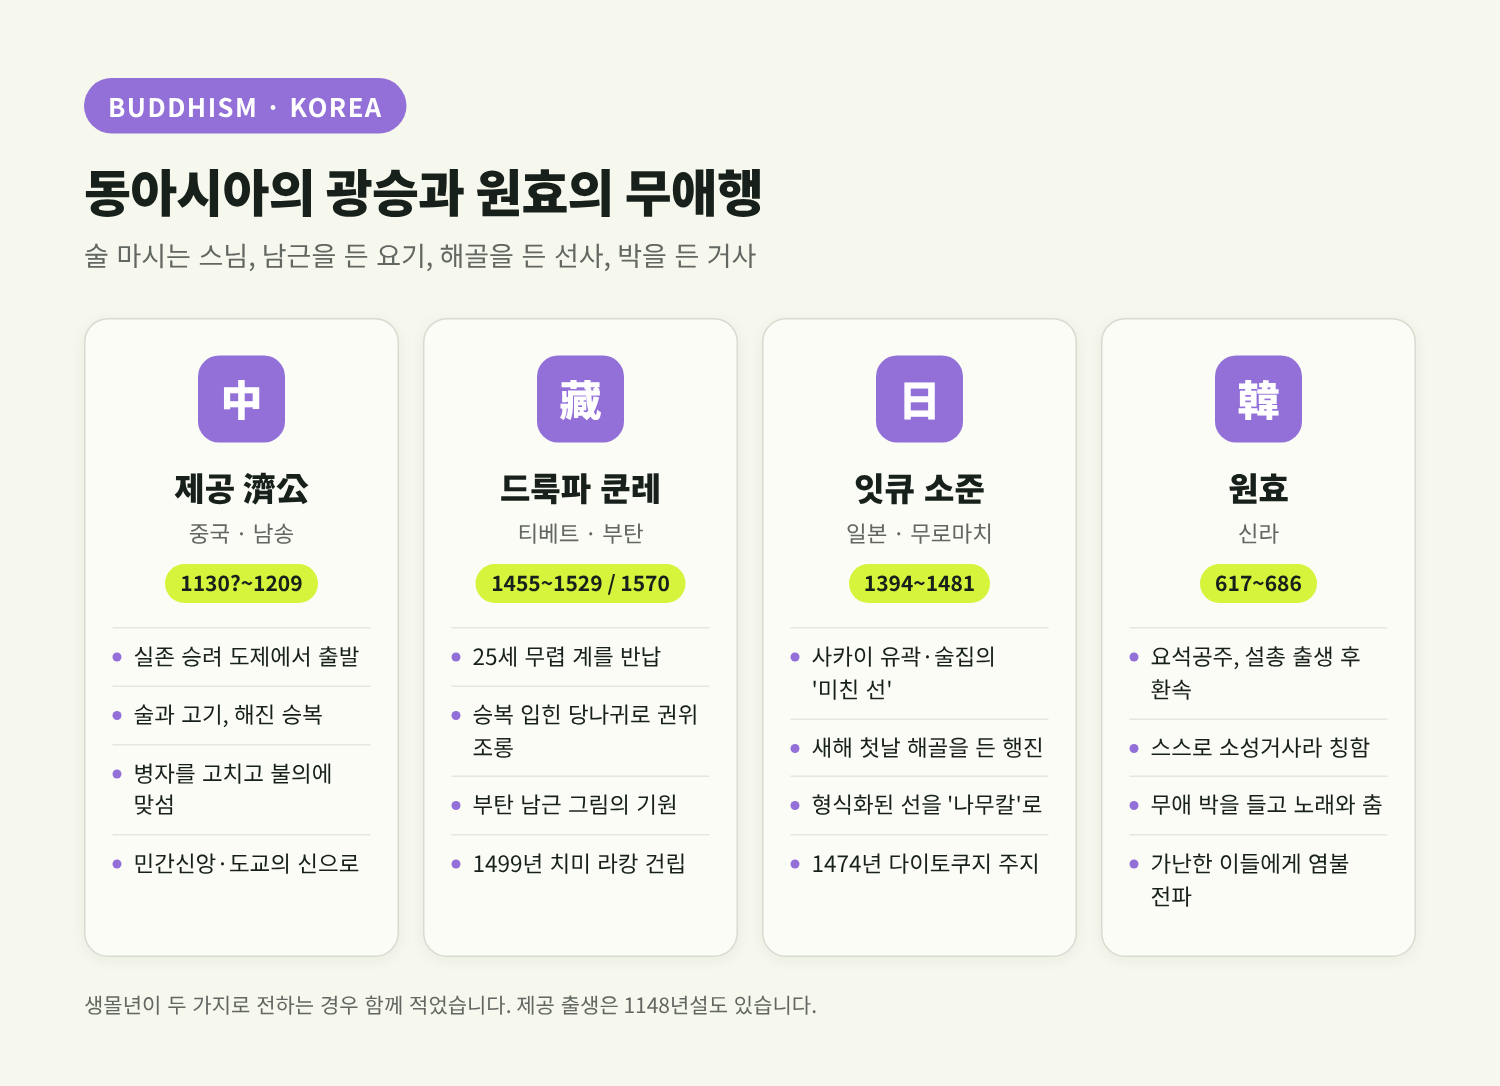 BUDDHISM · KOREA
동아시아의 광승과 원효의 무애행
술 마시는 스님, 남근을 든 요기, 해골을 든 선사, 박을 든 거사
中
제공 濟公
중국 · 남송
1130?~1209
실존 승려 도제에서 출발
술과 고기, 해진 승복
병자를 고치고 불의에
맞섬
민간신앙·도교의 신으로
藏
드룩파 쿤레
티베트 · 부탄
1455~1529 / 1570
25세 무렵 계를 반납
승복 입힌 당나귀로 권위
조롱
부탄 남근 그림의 기원
1499년 치미 라캉 건립
日
잇큐 소준
일본 · 무로마치
1394~1481
사카이 유곽·술집의
'미친 선'
새해 첫날 해골을 든 행진
형식화된 선을 '나무칼'로
1474년 다이토쿠지 주지
韓
원효
신라
617~686
요석공주, 설총 출생 후
환속
스스로 소성거사라 칭함
무애 박을 들고 노래와 춤
가난한 이들에게 염불
전파
생몰년이 두 가지로 전하는 경우 함께 적었습니다. 제공 출생은 1148년설도 있습니다.